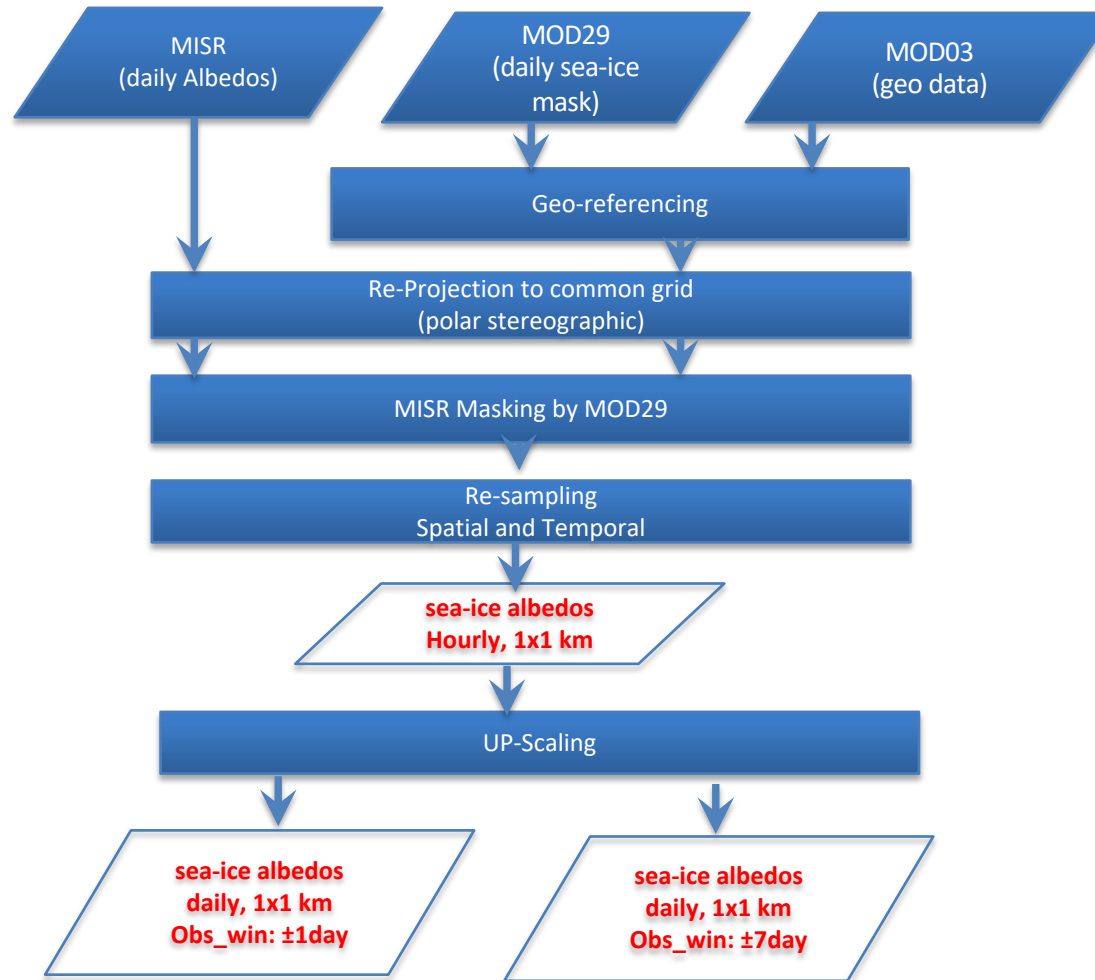 MISR
(daily Albedos)
MOD29
(daily sea-ice
mask)
MOD03
(geo data)
Geo-referencing
Re-Projection to common grid
(polar stereographic)
MISR Masking by MOD29
Re-sampling
Spatial and Temporal
sea-ice albedos
Hourly, 1x1 km
UP-Scaling
sea-ice albedos
daily, 1x1 km
Obs_win: ±1day
sea-ice albedos
daily, 1x1 km
Obs_win: ±7day